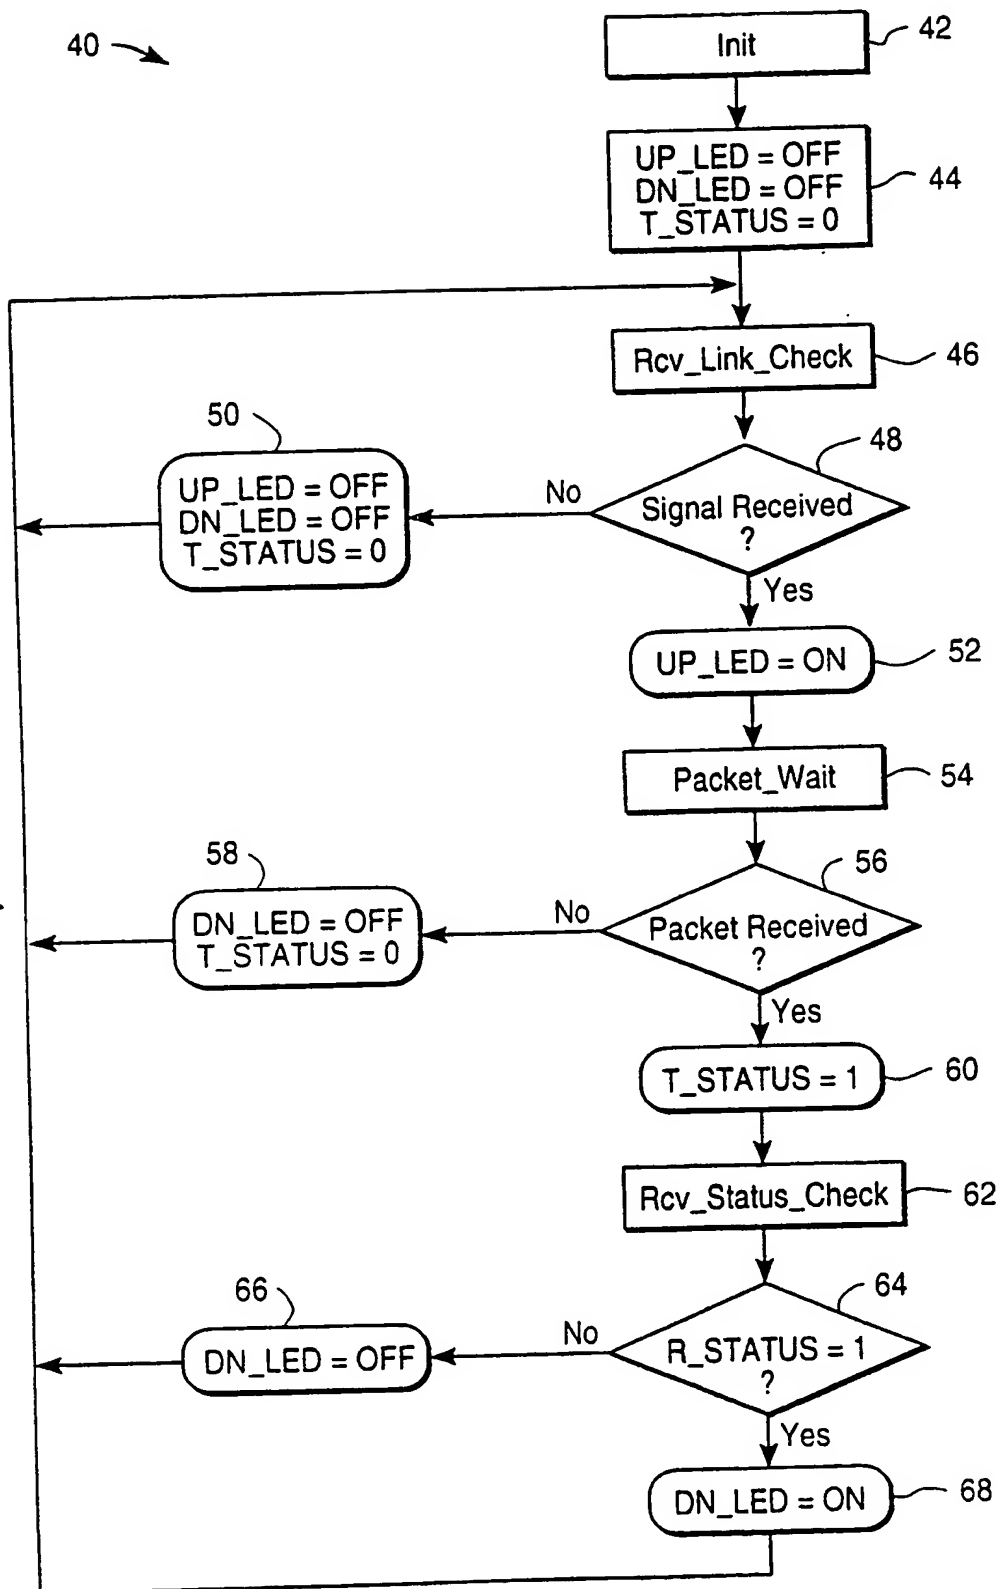 40
Init
42
UP_LED = OFF
DN_LED = OFF
T_STATUS = 0
44
Rcv_Link_Check
46
50
48
UP_LED = OFF
DN_LED = OFF
T_STATUS = 0
No
Signal Received
?
Yes
UP_LED = ON
52
Packet_Wait
54
58
56
DN_LED = OFF
T_STATUS = 0
No
Packet Received
?
Yes
T_STATUS = 1
60
Rcv_Status_Check
62
66
64
DN_LED = OFF
No
R_STATUS = 1
?
Yes
DN_LED = ON
68